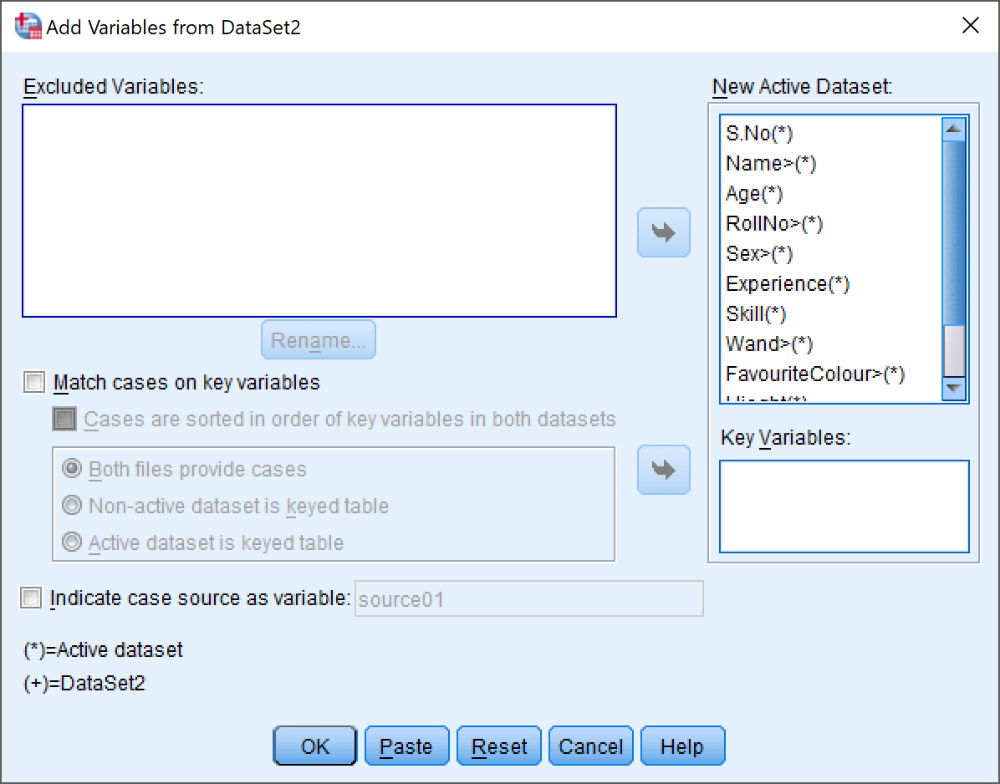 Add Variables from DataSet2
Excluded Variables:
Rename...
Match cases on key variables
Cases are sorted in order of key variables in both datasets
Both files provide cases
Non-active dataset is keyed table
Active dataset is keyed table
New Active Dataset:
S.No(*)
Name>(*)
Age(*)
RollNo>(*)
Sex>(*)
Experience(*)
Skill(*)
Wand>(*)
FavouriteColour>(*)
Key Variables:
Indicate case source as variable: source01
(*)=Active dataset
(+)=DataSet2
OK Paste Reset Cancel Help